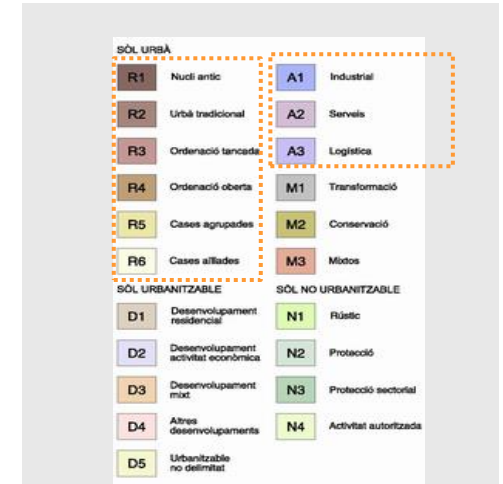 SÒL URBÀ
R1 Nucli antic
R2 Urbà tradicional
R3 Ordenació tancada
R4 Ordenació oberta
R5 Cases agrupades
R6 Cases aïllades
A1 Industrial
A2 Serveis
A3 Logística
M1 Transformació
M2 Conservació
M3 Mixtos
SÒL URBANITZABLE
D1 Desenvolupament
residencial
D2 Desenvolupament
activitat econòmica
D3 Desenvolupament
mixt
D4 Altres
desenvolupaments
D5 Urbanitzable
no delimitat
SÒL NO URBANITZABLE
N1 Rústic
N2 Protecció
N3 Protecció sectorial
N4 Activitat autoritzada